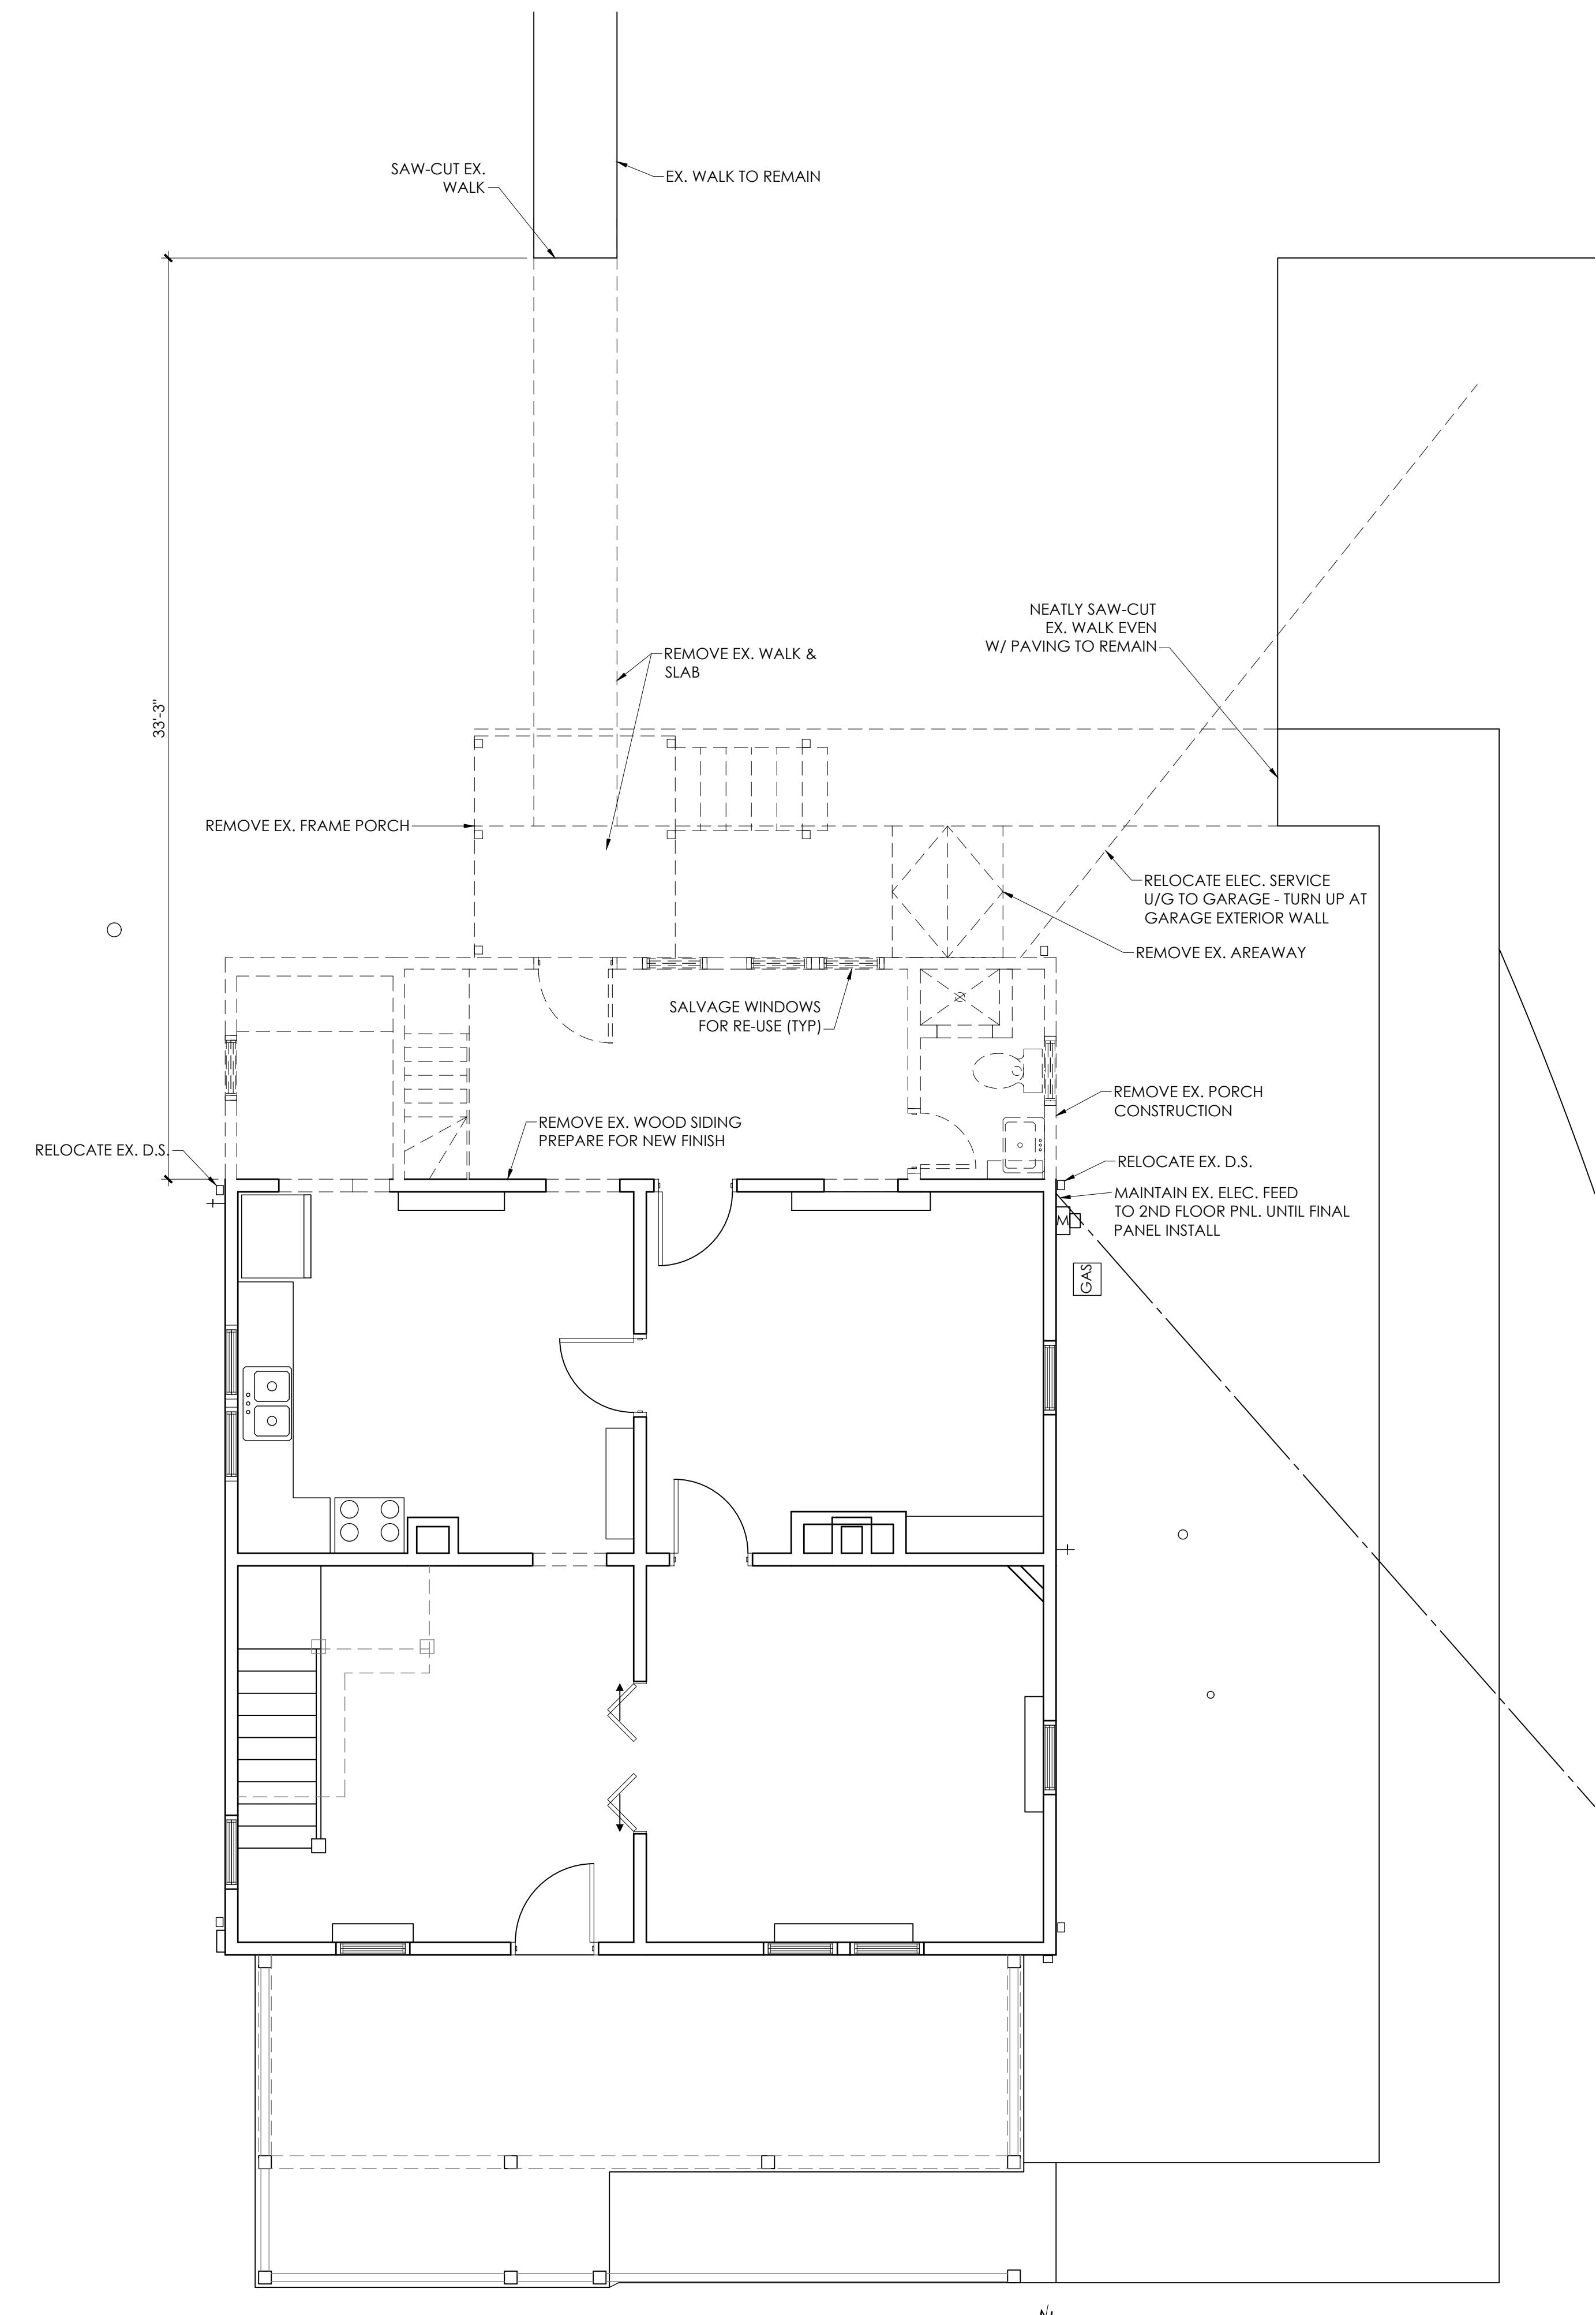 SAW-CUT EX.
WALK
EX. WALK TO REMAIN
33'-3"
NEATLY SAW-CUT
EX. WALK EVEN
W/ PAVING TO REMAIN
REMOVE EX. WALK &
SLAB
REMOVE EX. FRAME PORCH
RELOCATE ELEC. SERVICE
U/G TO GARAGE - TURN UP AT
GARAGE EXTERIOR WALL
REMOVE EX. AREAWAY
SALVAGE WINDOWS
FOR RE-USE (TYP)
REMOVE EX. PORCH
CONSTRUCTION
REMOVE EX. WOOD SIDING
PREPARE FOR NEW FINISH
RELOCATE EX. D.S.
RELOCATE EX. D.S.
MAINTAIN EX. ELEC. FEED
TO 2ND FLOOR PNL. UNTIL FINAL
PANEL INSTALL
M
GAS